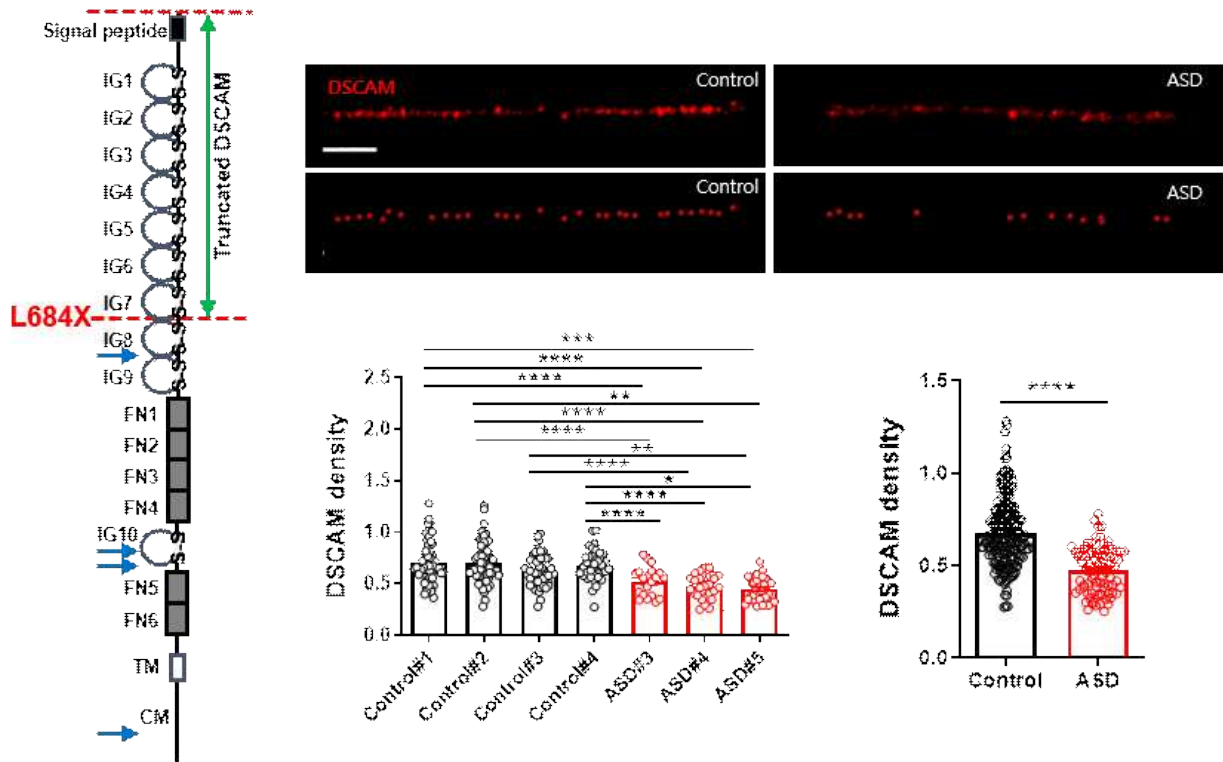 Signal peptide
IG1
IG2
IG3
IG4
IG5
IG6
IG7
L684X
IG8
IG9
FN1
FN2
FN3
FN4
IG10
FN5
FN6
TM
CM
S-S
S-S
S-S
S-S
S-S
S-S
S-S
S-S
S-S
S-S
Truncated DSCAM
DSCAM
Control
ASD
Control
ASD
***
****
****
**
****
****
**
****
*
****
****
DSCAM density
2.5
2.0
1.5
1.0
0.5
0.0
Control#1
Control#2
Control#3
Control#4
ASD#3
ASD#4
ASD#5
****
DSCAM density
1.5
1.0
0.5
0.0
Control
ASD